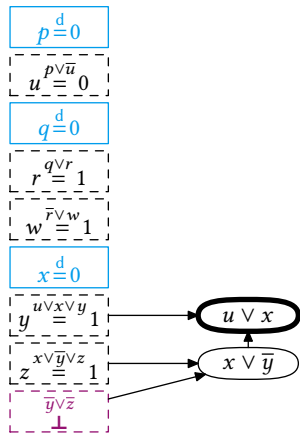 p =ᵈ 0
u =^{p∨u̅} 0
q =ᵈ 0
r =^{q∨r} 1
w =^{r̅∨w} 1
x =ᵈ 0
y =^{u∨x∨y} 1
u ∨ x
z =^{x∨y̅∨z} 1
x ∨ y̅
y̅∨z̅
⊥